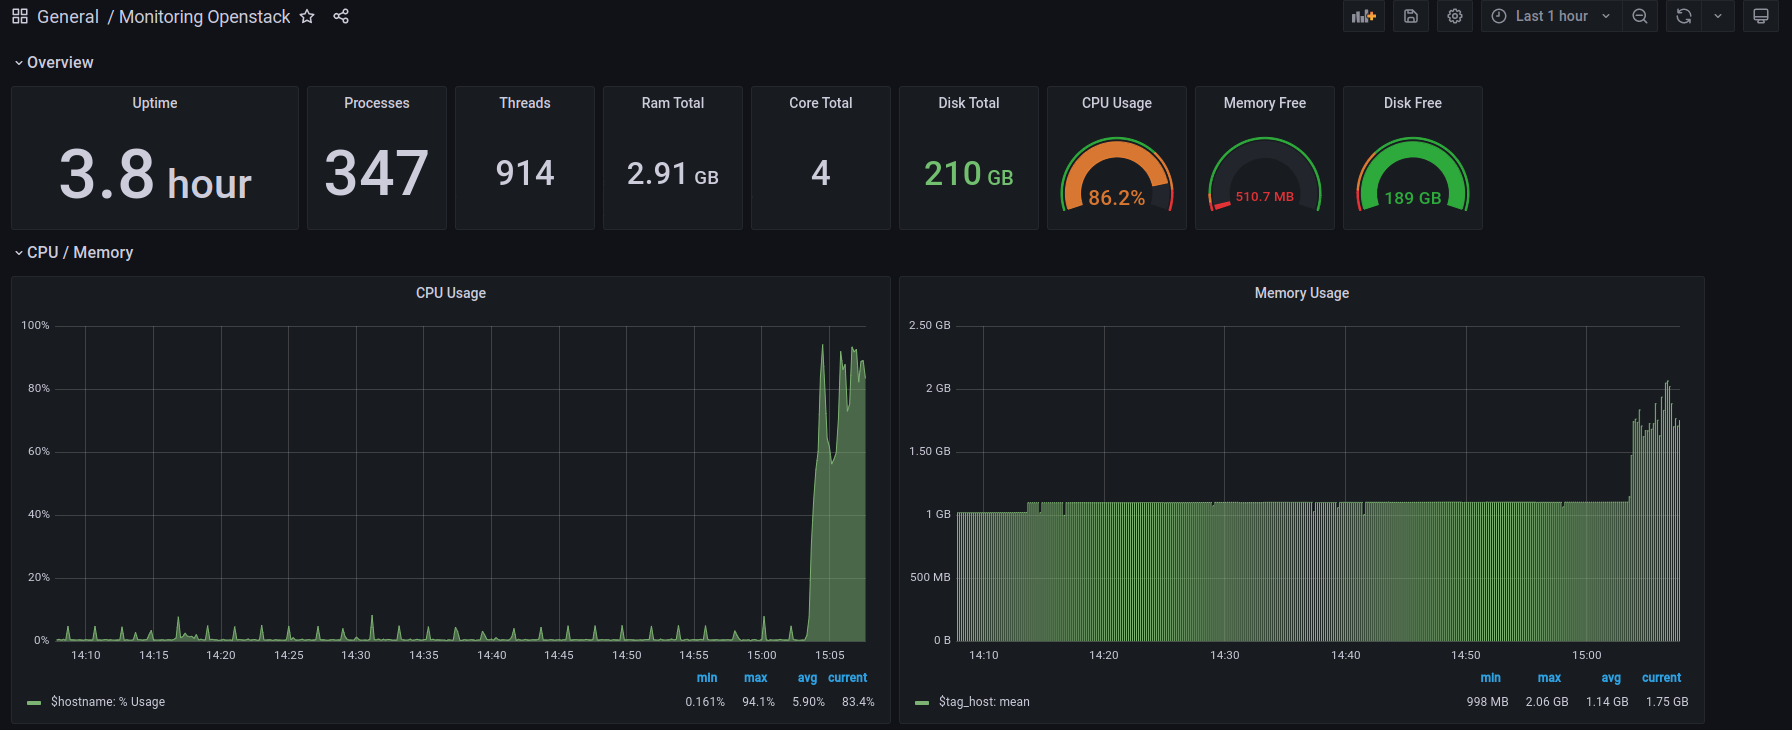 General / Monitoring Openstack
Last 1 hour
Overview
Uptime
3.8 hour
Processes
347
Threads
914
Ram Total
2.91 GB
Core Total
4
Disk Total
210 GB
CPU Usage
86.2%
Memory Free
510.7 MB
Disk Free
189 GB
CPU / Memory
CPU Usage
100%
80%
60%
40%
20%
0%
14:10 14:15 14:20 14:25 14:30 14:35 14:40 14:45 14:50 14:55 15:00 15:05
min max avg current
$hostname: % Usage 0.161% 94.1% 5.90% 83.4%
Memory Usage
2.50 GB
2 GB
1.50 GB
1 GB
500 MB
0 B
14:10 14:20 14:30 14:40 14:50 15:00
min max avg current
$tag_host: mean 998 MB 2.06 GB 1.14 GB 1.75 GB